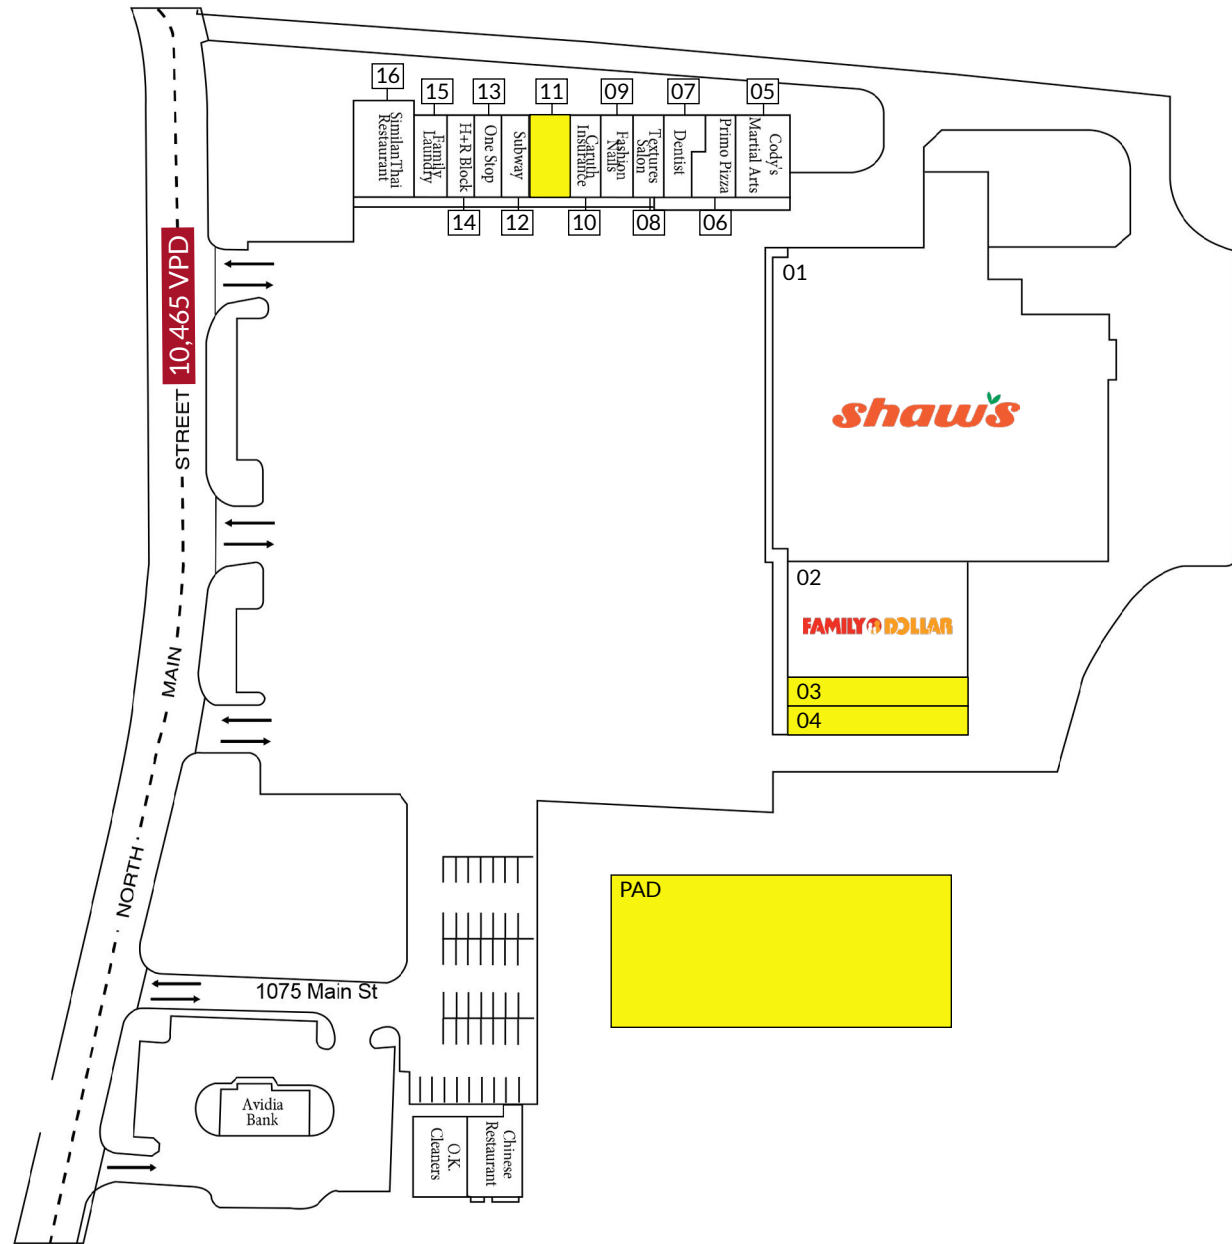 16
15
13
11
09
07
05
Similan Thai
Restaurant
Family
Laundry
H+R Block
One Stop
Subway
Caruth
Insurance
Fashion
Nails
Textures
Salon
Dentist
Primo Pizza
Cody's
Martial Arts
14
12
10
08
06
10,465 VPD
NORTH MAIN STREET
01
shaw's
02
FAMILY DOLLAR
03
04
PAD
1075 Main St
Avidia
Bank
O.K.
Cleaners
Chinese
Restaurant